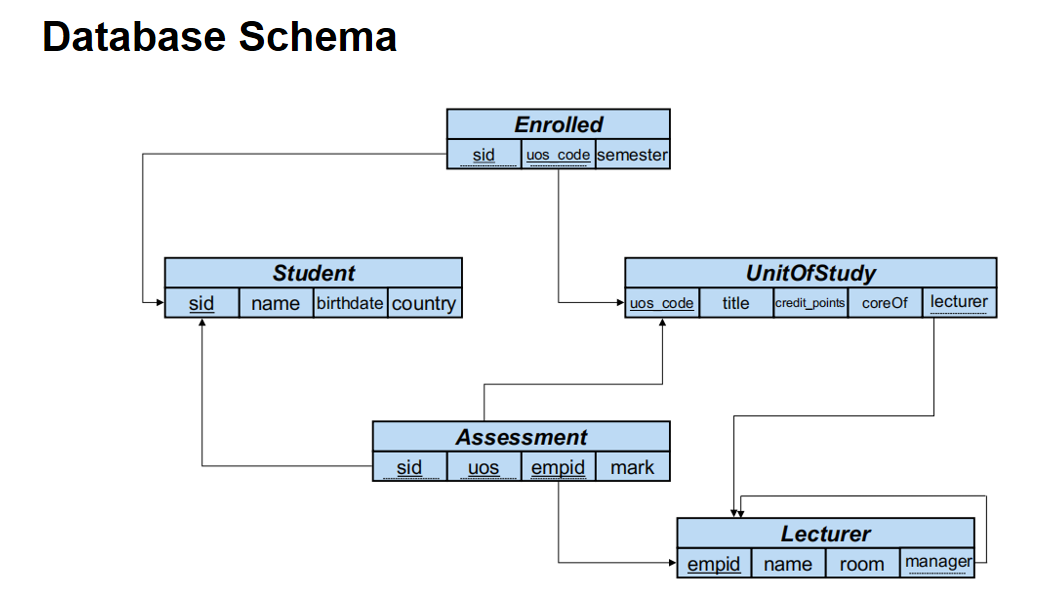 Database Schema
Enrolled
sid uos_code semester
Student
sid name birthdate country
UnitOfStudy
uos_code title credit_points coreOf lecturer
Assessment
sid uos empid mark
Lecturer
empid name room manager